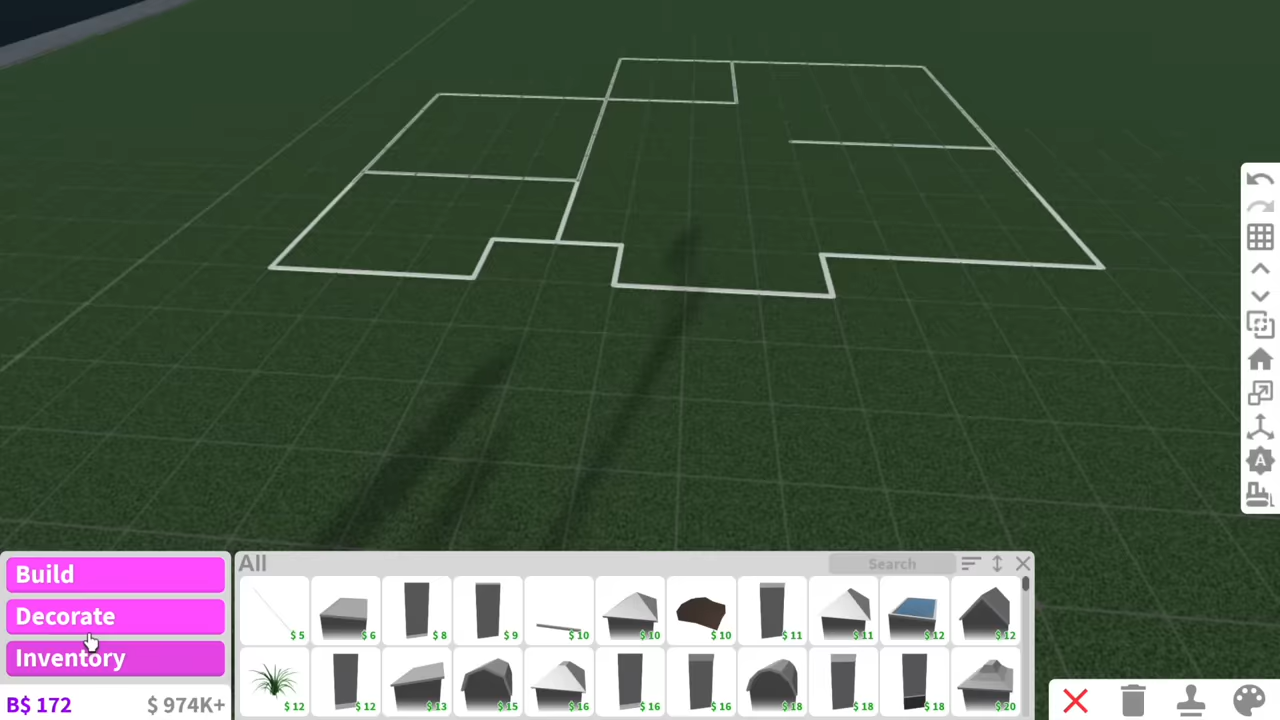 Build
Decorate
Inventory
B$ 172 $ 974K+
All Search
$ 5 $ 6 $ 8 $ 9 $ 10 $ 10 $ 10 $ 11 $ 11 $ 12 $ 12
$ 12 $ 12 $ 13 $ 15 $ 16 $ 16 $ 16 $ 18 $ 18 $ 18 $ 20
A